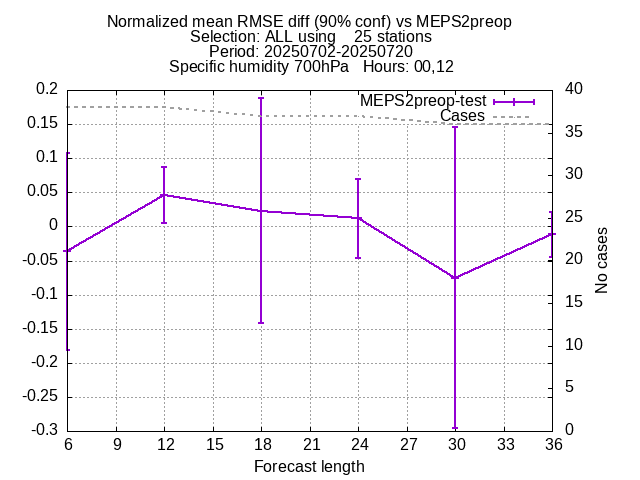 Normalized mean RMSE diff (90% conf) vs MEPS2preop
Selection: ALL using    25 stations
Period: 20250702-20250720
Specific humidity 700hPa   Hours: 00,12
MEPS2preop-test
Cases
0.2
0.15
0.1
0.05
0
-0.05
-0.1
-0.15
-0.2
-0.25
-0.3
40
35
30
25
20
15
10
5
0
No cases
6 9 12 15 18 21 24 27 30 33 36
Forecast length